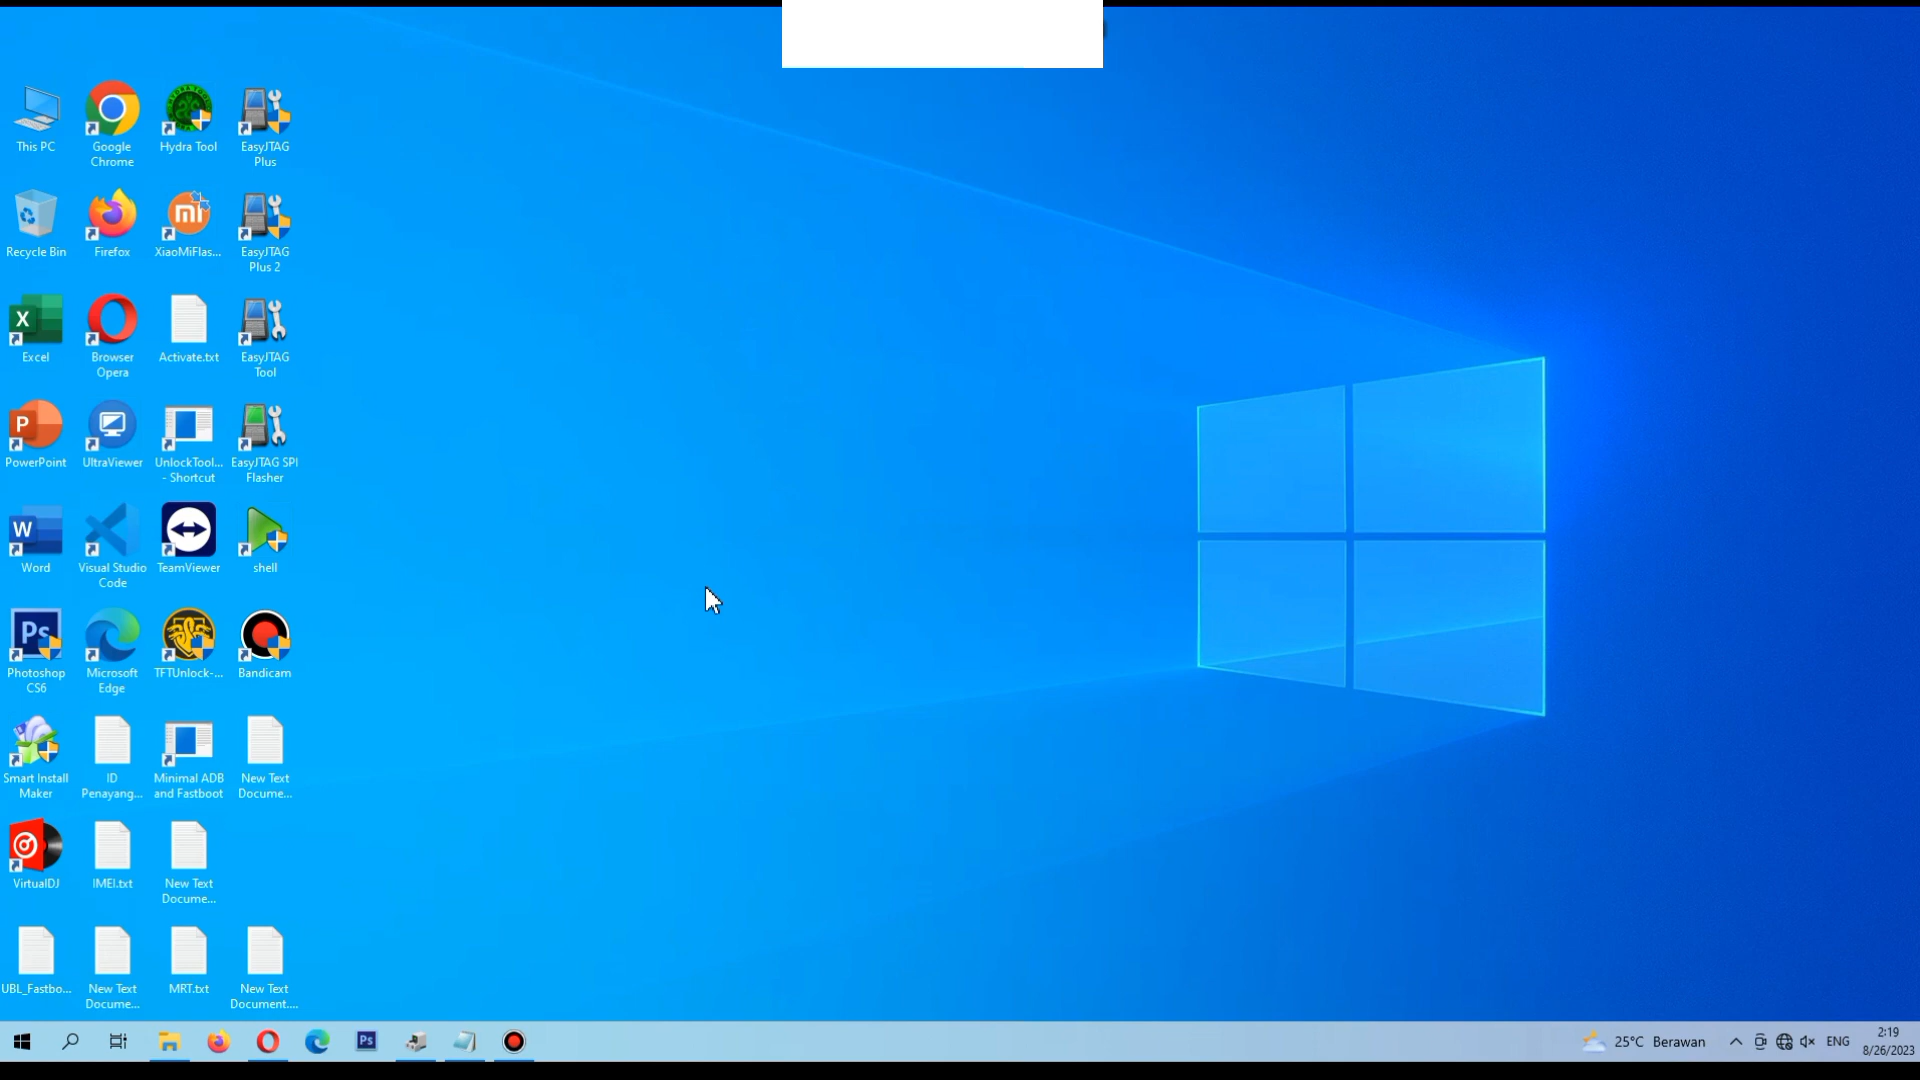 This PC
Google
Chrome
Hydra Tool
EasyJTAG
Plus
Recycle Bin
Firefox
XiaoMiFlas...
EasyJTAG
Plus 2
Excel
Browser
Opera
Activate.txt
EasyJTAG
Tool
PowerPoint
UltraViewer
UnlockTool...
- Shortcut
EasyJTAG SPI
Flasher
Word
Visual Studio
Code
TeamViewer
shell
Photoshop
CS6
Microsoft
Edge
TFTUnlock-...
Bandicam
Smart Install
Maker
ID
Penayang...
Minimal ADB
and Fastboot
New Text
Docume...
VirtualDJ
IMEI.txt
New Text
Docume...
UBL_Fastbo...
New Text
Docume...
MRT.txt
New Text
Document....
25°C Berawan
ENG
2:19
8/26/2023